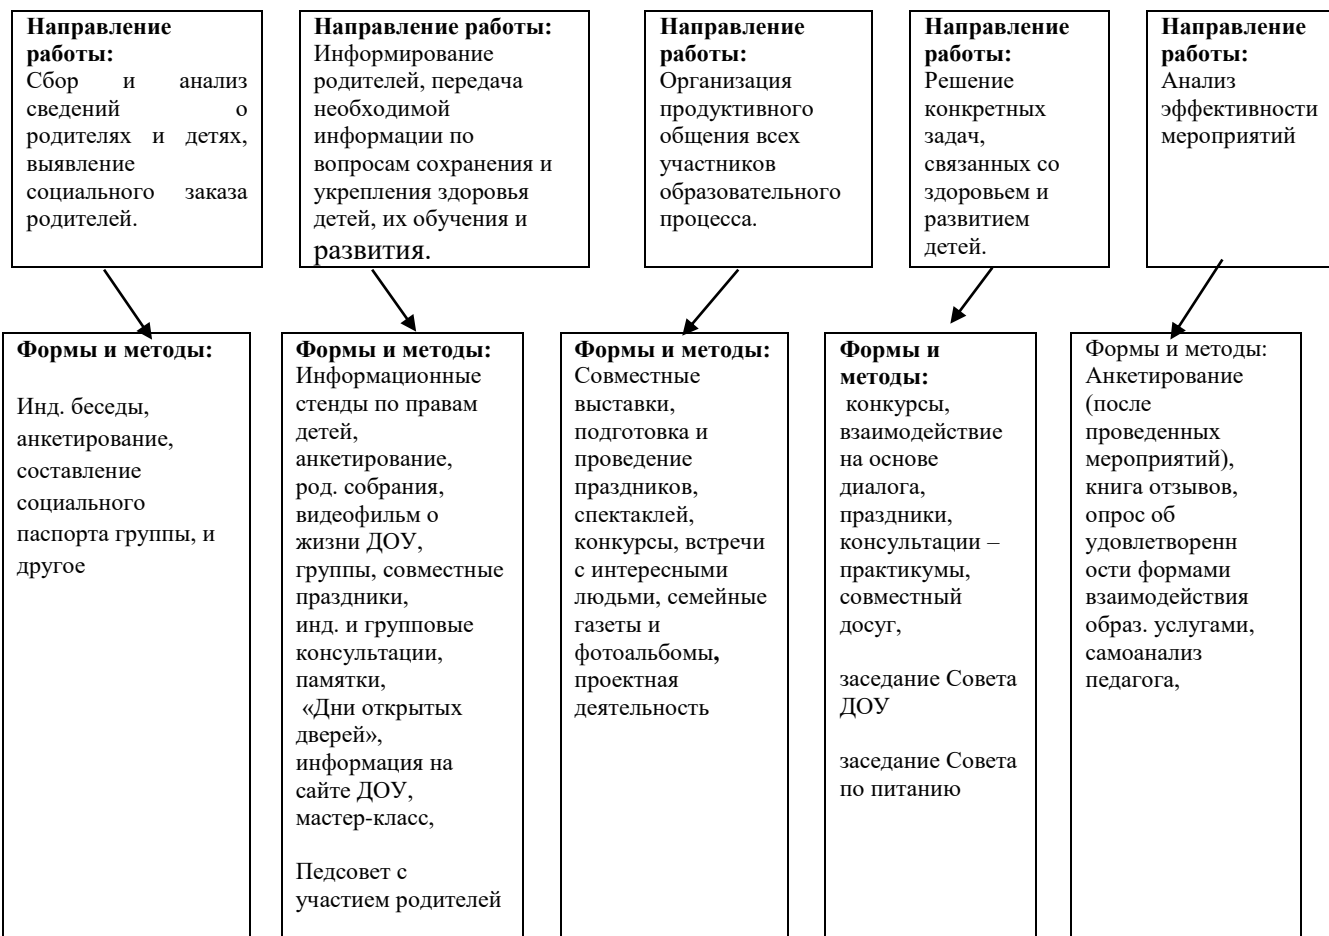 Направление
работы:
Сбор и анализ
сведений о
родителях и детях,
выявление
социального заказа
родителей.
Направление работы:
Информирование
родителей, передача
необходимой
информации по
вопросам сохранения и
укрепления здоровья
детей, их обучения и
развития.
Направление
работы:
Организация
продуктивного
общения всех
участников
образовательного
процесса.
Направление
работы:
Решение
конкретных
задач,
связанных со
здоровьем и
развитием
детей.
Направление
работы:
Анализ
эффективности
мероприятий
Формы и методы:
Инд. беседы,
анкетирование,
составление
социального
паспорта группы, и
другое
Формы и методы:
Информационные
стенды по правам
детей,
анкетирование,
род. собрания,
видеофильм о
жизни ДОУ,
группы, совместные
праздники,
инд. и групповые
консультации,
памятки,
«Дни открытых
дверей»,
информация на
сайте ДОУ,
мастер-класс,
Педсовет с
участием родителей
Формы и методы:
Совместные
выставки,
подготовка и
проведение
праздников,
спектаклей,
конкурсы, встречи
с интересными
людьми, семейные
газеты и
фотоальбомы,
проектная
деятельность
Формы и
методы:
конкурсы,
взаимодействие
на основе
диалога,
праздники,
консультации –
практикумы,
совместный
досуг,
заседание Совета
ДОУ
заседание Совета
по питанию
Формы и методы:
Анкетирование
(после
проведенных
мероприятий),
книга отзывов,
опрос об
удовлетворенн
ости формами
взаимодействия
образ. услугами,
самоанализ
педагога,